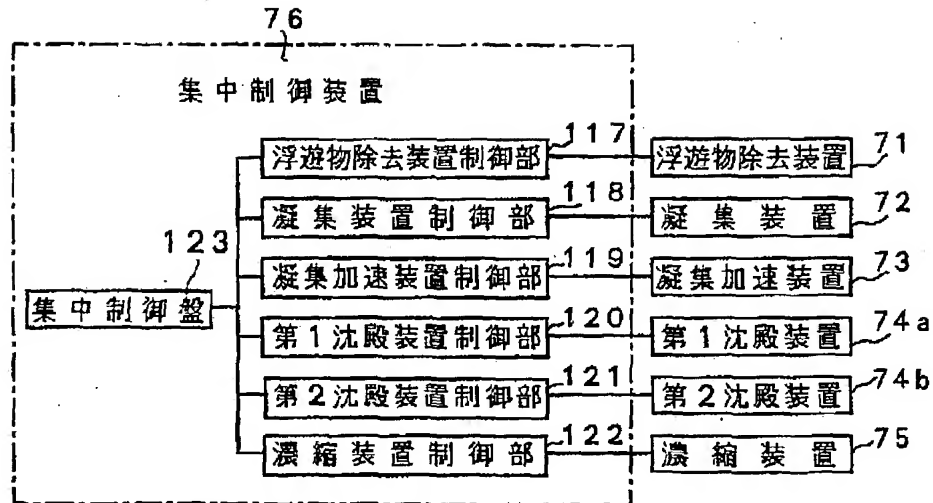 76
集中制御装置
117
浮遊物除去装置制御部
浮遊物除去装置
71
118
凝集装置制御部
凝集装置
72
123
集中制御盤
119
凝集加速装置制御部
凝集加速装置
73
120
第1沈殿装置制御部
第1沈殿装置
74a
121
第2沈殿装置制御部
第2沈殿装置
74b
122
濃縮装置制御部
濃縮装置
75